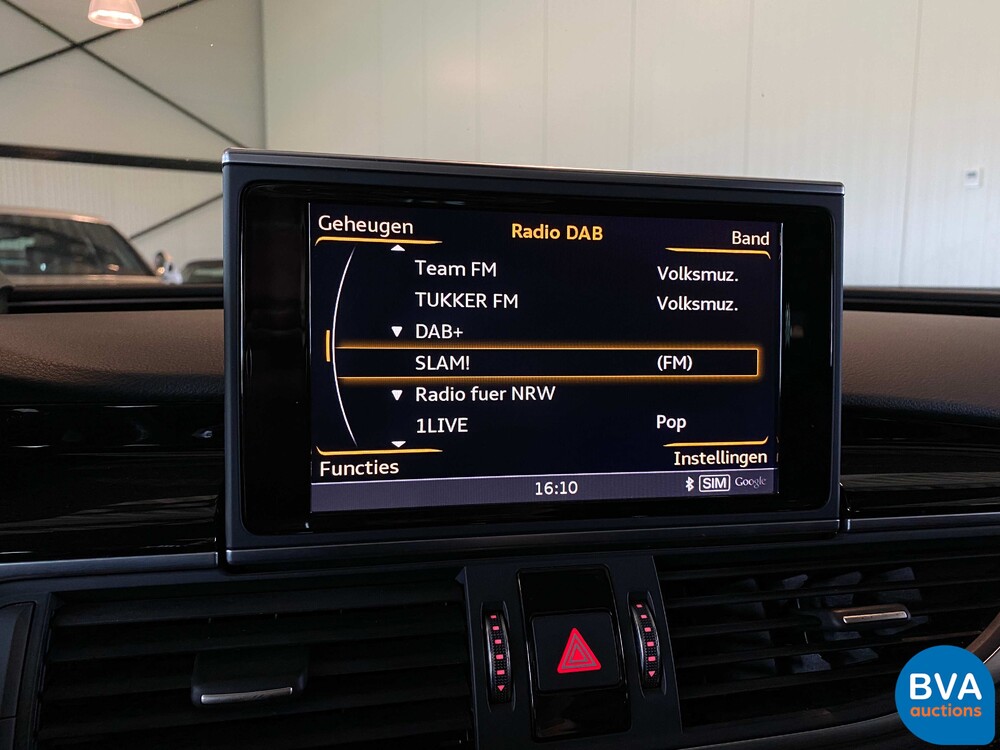 Geheugen Radio DAB Band
Team FM Volksmuz.
TUKKER FM Volksmuz.
▼ DAB+
SLAM! (FM)
▼ Radio fuer NRW
1LIVE Pop
Functies Instellingen
16:10 SIM Google
BVA
auctions